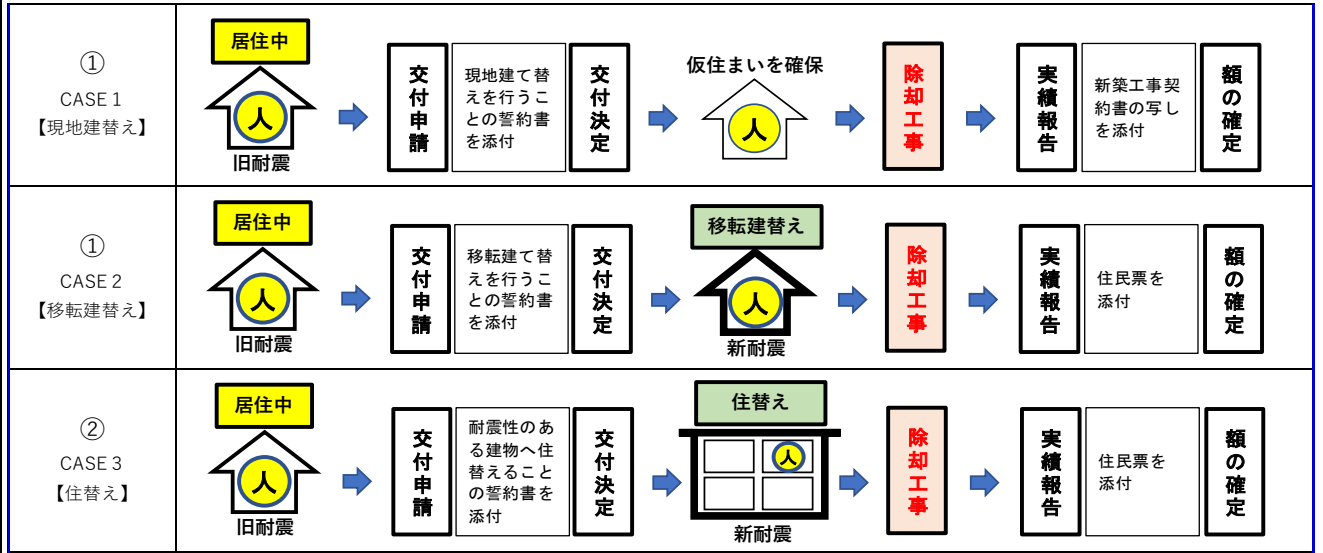 ①
CASE 1
【現地建替え】
居住中
人
旧耐震
交付申請
現地建て替
えを行うこ
との誓約書
を添付
交付決定
仮住まいを確保
人
除却工事
実績報告
新築工事契
約書の写し
を添付
額の確定
①
CASE 2
【移転建替え】
居住中
人
旧耐震
交付申請
移転建て替
えを行うこ
との誓約書
を添付
交付決定
移転建替え
人
新耐震
除却工事
実績報告
住民票を
添付
額の確定
②
CASE 3
【住替え】
居住中
人
旧耐震
交付申請
耐震性のあ
る建物へ住
替えること
の誓約書を
添付
交付決定
住替え
人
新耐震
除却工事
実績報告
住民票を
添付
額の確定